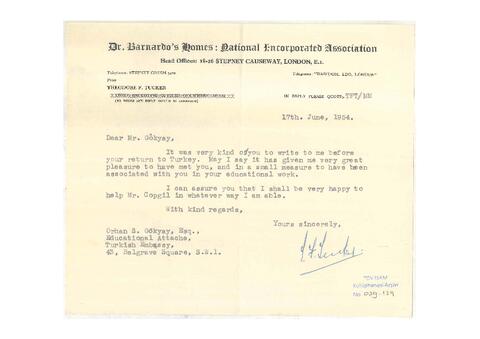 Dr. Barnardo's Homes: National Incorporated Association
Head Offices: 18-26 STEPNEY CAUSEWAY, LONDON, E.1.
Telephone: STEPNEY GREEN
From
THEODORE F. TUCKER
Telegrams:
IN REPLY PLEASE QUOTE, TFT/MM
17th. June, 1954.
Dear Mr. Gökyay,
It was very kind of you to write to me before
your return to Turkey. May I say it has given me very great
pleasure to have met you, and in a small measure to have been
associated with you in your educational work.
I can assure you that I shall be very happy to
help Mr. Copgil in whatever way I am able.
With kind regards,
Yours sincerely,
Orhan S. Gökyay, Esq.,
Educational Attache,
Turkish Embassy,
43, Belgrave Square, S.W.1.
Kütüphanesi Arşivi
No